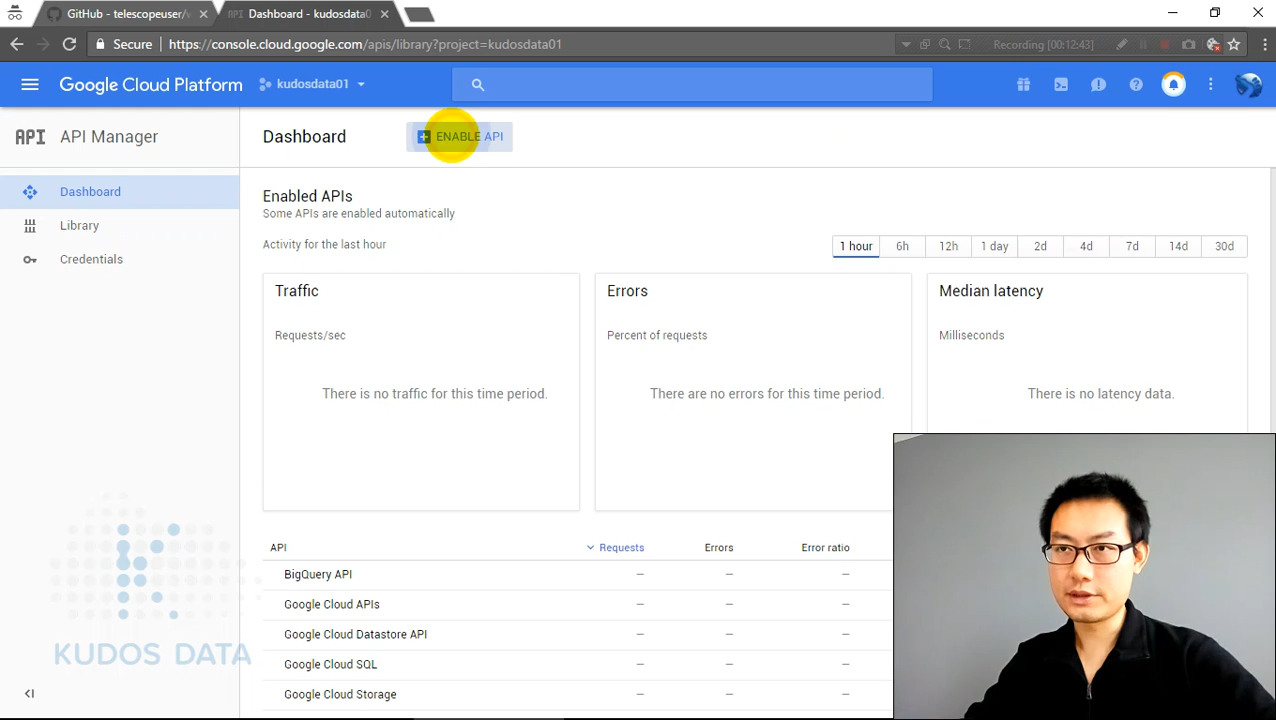 GitHub - telescopeuser/
Dashboard - kudosdata0
Secure
https://console.cloud.google.com/apis/library?project=kudosdata01
Recording [00:12:43]
Google Cloud Platform
kudosdata01
API API Manager
Dashboard
ENABLE API
Dashboard
Library
Credentials
Enabled APIs
Some APIs are enabled automatically
Activity for the last hour
1 hour 6h 12h 1 day 2d 4d 7d 14d 30d
Traffic
Requests/sec
There is no traffic for this time period.
Errors
Percent of requests
There are no errors for this time period.
Median latency
Milliseconds
There is no latency data.
API Requests Errors Error ratio
BigQuery API – – –
Google Cloud APIs – – –
Google Cloud Datastore API – – –
Google Cloud SQL – – –
Google Cloud Storage – – –
KUDOS DATA